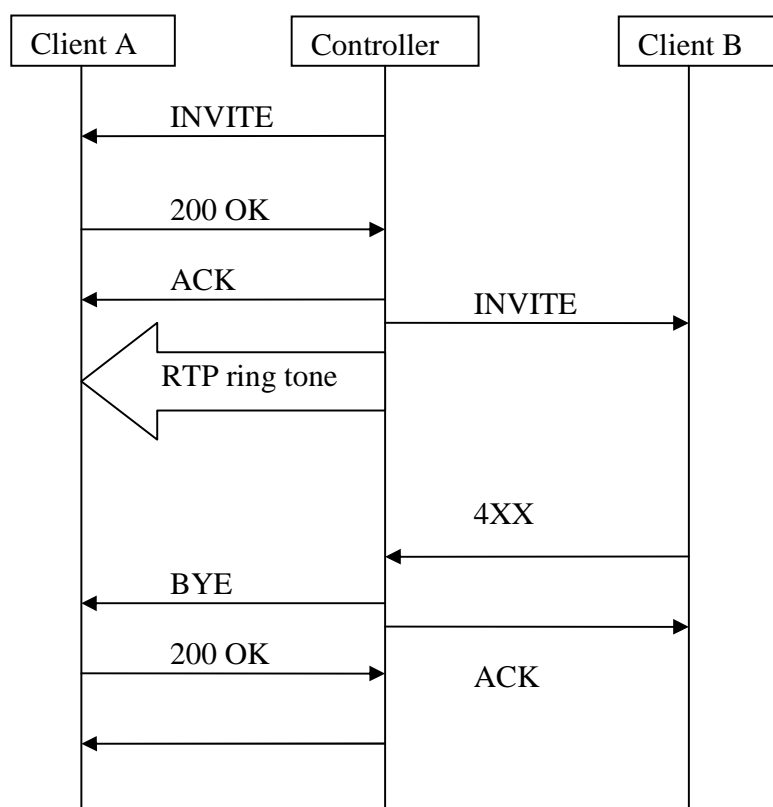 Client A
Controller
Client B
INVITE
200 OK
ACK
INVITE
RTP ring tone
4XX
BYE
200 OK
ACK